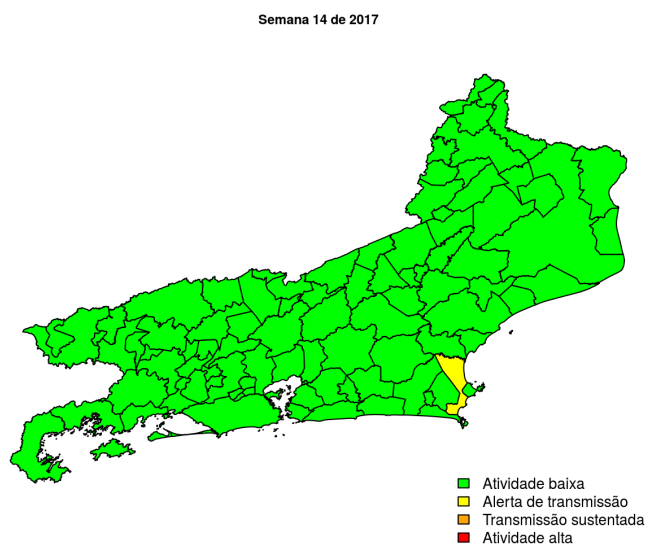 Semana 14 de 2017
Atividade baixa
Alerta de transmissão
Transmissão sustentada
Atividade alta